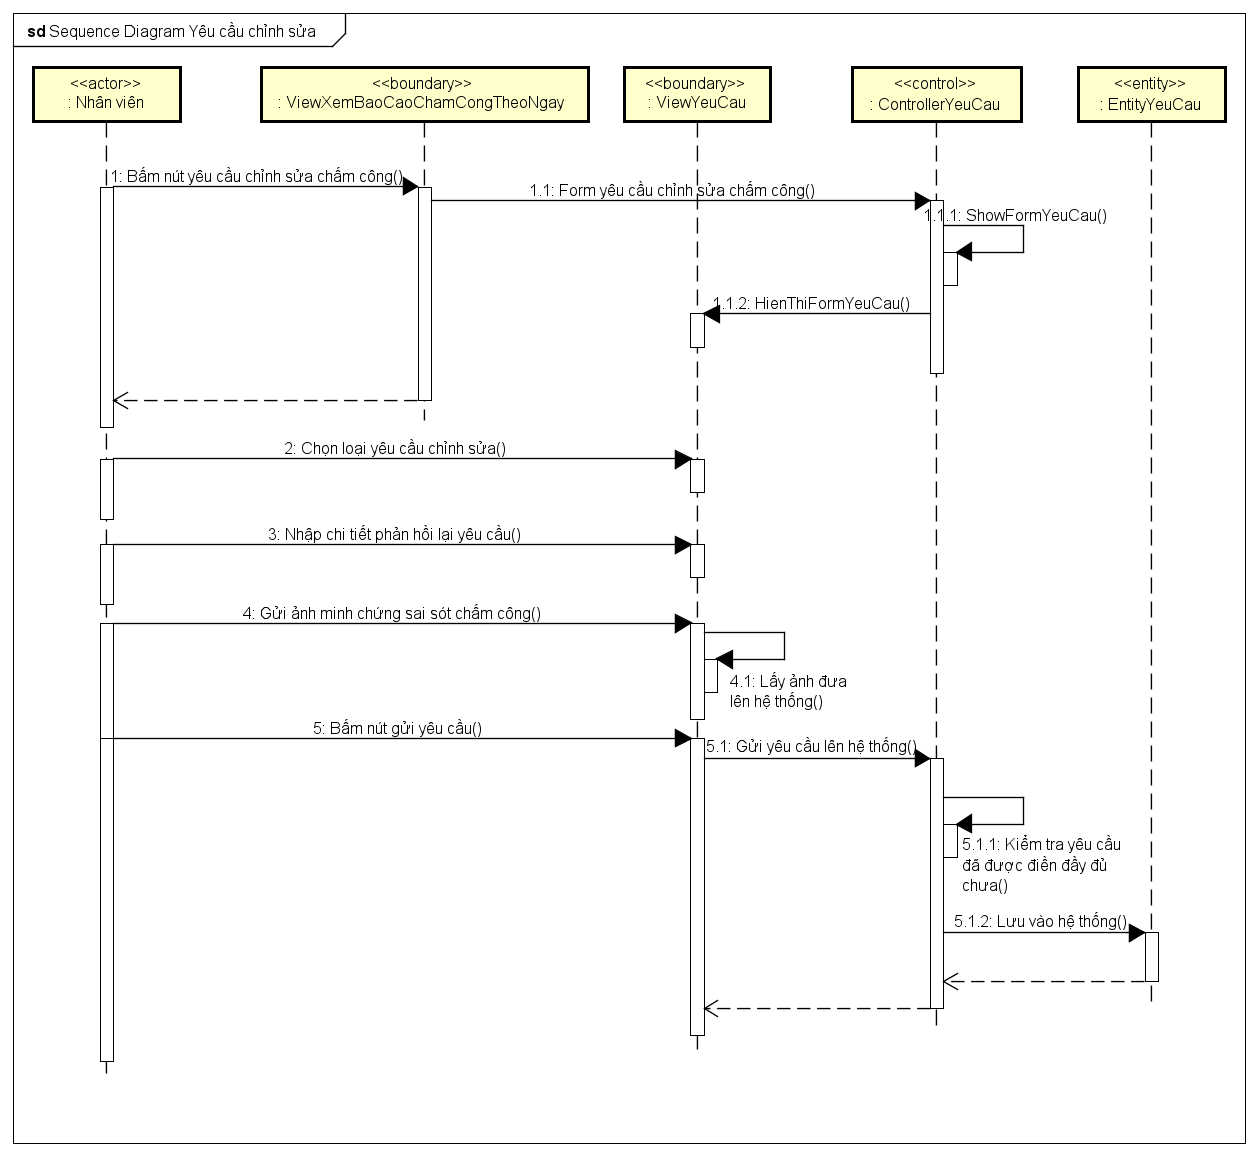 sd Sequence Diagram Yêu cầu chỉnh sửa
<<actor>>
: Nhân viên
<<boundary>>
: ViewXemBaoCaoChamCongTheoNgay
<<boundary>>
: ViewYeuCau
<<control>>
: ControllerYeuCau
<<entity>>
: EntityYeuCau
1: Bấm nút yêu cầu chỉnh sửa chấm công()
1.1: Form yêu cầu chỉnh sửa chấm công()
1.1.1: ShowFormYeuCau()
1.1.2: HienThiFormYeuCau()
2: Chọn loại yêu cầu chỉnh sửa()
3: Nhập chi tiết phản hồi lại yêu cầu()
4: Gửi ảnh minh chứng sai sót chấm công()
4.1: Lấy ảnh đưa
lên hệ thống()
5: Bấm nút gửi yêu cầu()
5.1: Gửi yêu cầu lên hệ thống()
5.1.1: Kiểm tra yêu cầu
đã được điền đầy đủ
chưa()
5.1.2: Lưu vào hệ thống()